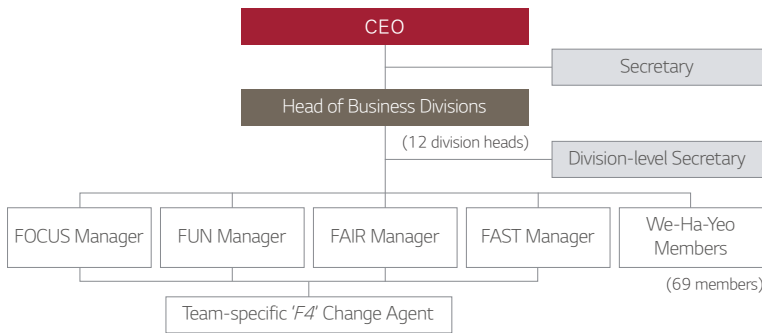 CEO
Secretary
Head of Business Divisions
(12 division heads)
Division-level Secretary
FOCUS Manager
FUN Manager
FAIR Manager
FAST Manager
We-Ha-Yeo
Members
(69 members)
Team-specific 'F4' Change Agent